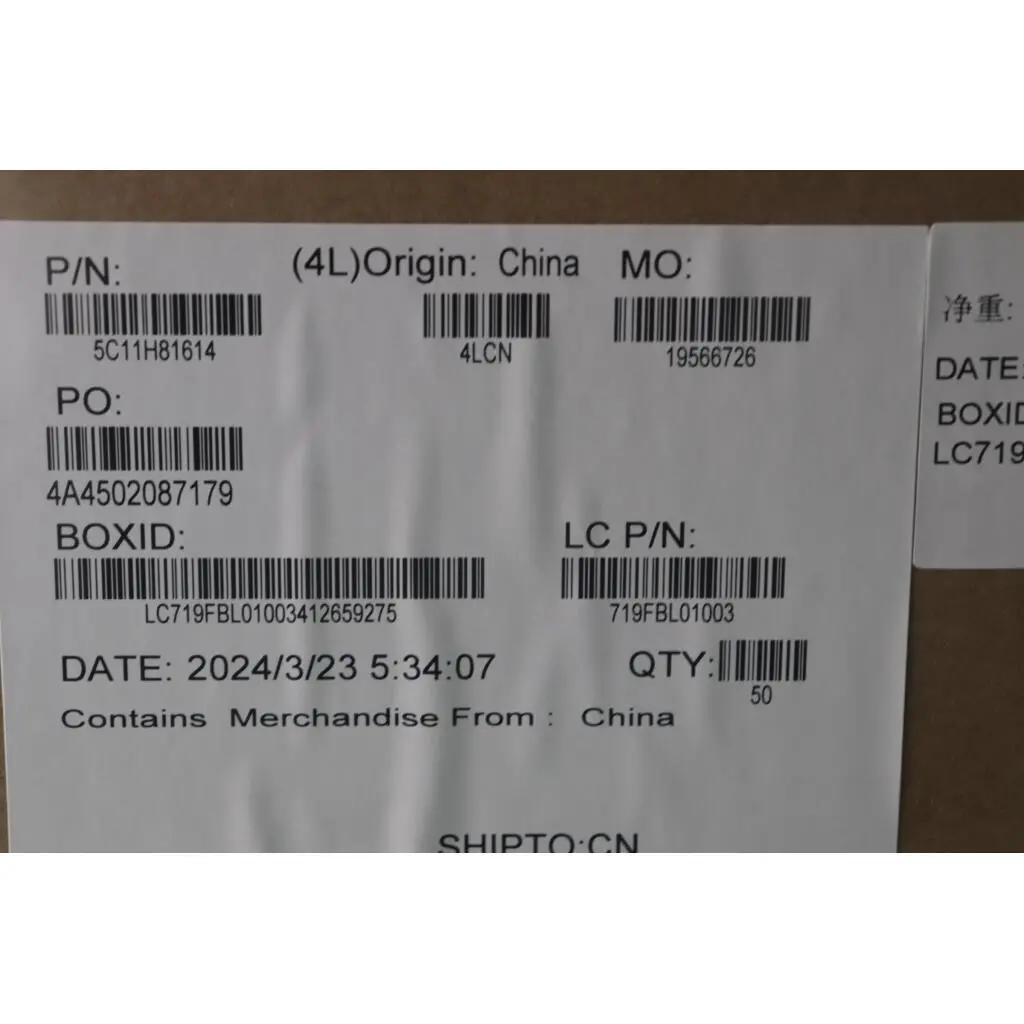 P/N: (4L)Origin: China MO:
5C11H81614 4LCN 19566726
PO:
4A4502087179
BOXID: LC P/N:
LC719FBL01003412659275 719FBL01003
DATE: 2024/3/23 5:34:07 QTY:
50
Contains Merchandise From : China
SHIPTO:CN
净重:
DATE:
BOXID
LC719